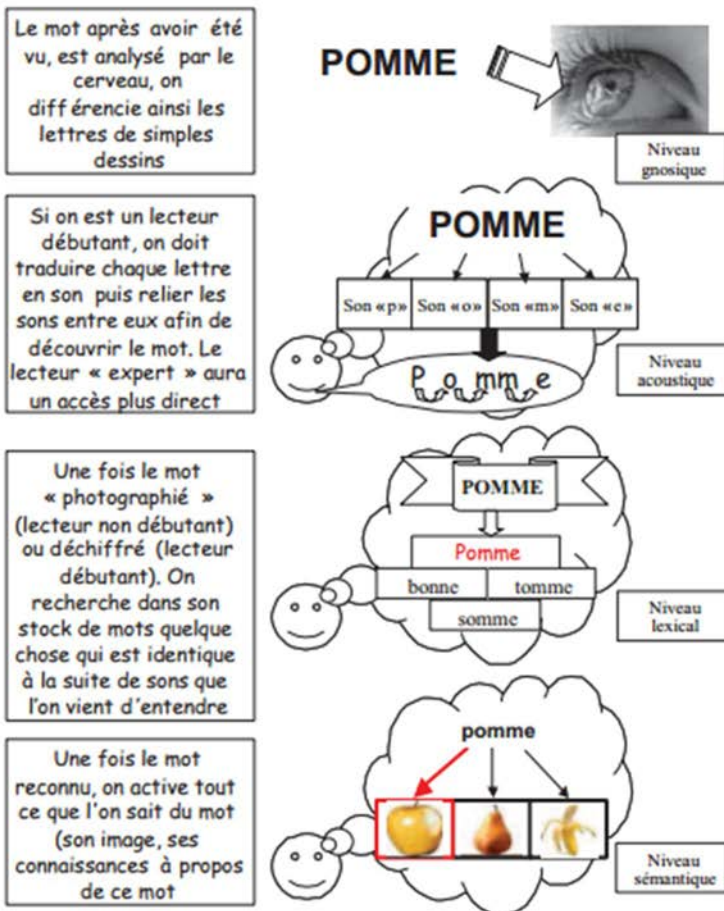 Le mot après avoir été
vu, est analysé par le
cerveau, on
différencie ainsi les
lettres de simples
dessins
POMME
Niveau
gnosique
Si on est un lecteur
débutant, on doit
traduire chaque lettre
en son puis relier les
sons entre eux afin de
découvrir le mot. Le
lecteur « expert » aura
un accès plus direct
POMME
Son «p» Son «o» Son «m» Son «e»
P o mm e
Niveau
acoustique
Une fois le mot
« photographié »
(lecteur non débutant)
ou déchiffré (lecteur
débutant). On
recherche dans son
stock de mots quelque
chose qui est identique
à la suite de sons que
l'on vient d'entendre
POMME
Pomme
bonne tomme
somme
Niveau
lexical
Une fois le mot
reconnu, on active tout
ce que l'on sait du mot
(son image, ses
connaissances à propos
de ce mot
pomme
Niveau
sémantique